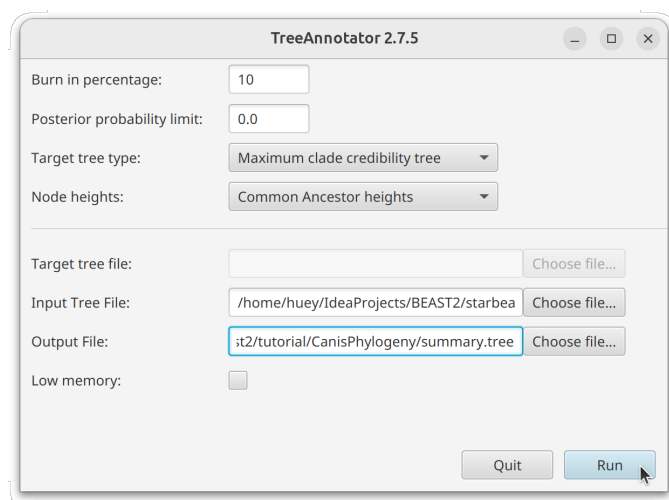 TreeAnnotator 2.7.5
Burn in percentage: 10
Posterior probability limit: 0.0
Target tree type: Maximum clade credibility tree
Node heights: Common Ancestor heights
Target tree file: Choose file...
Input Tree File: /home/huey/IdeaProjects/BEAST2/starbea Choose file...
Output File: st2/tutorial/CanisPhylogeny/summary.tree Choose file...
Low memory:
Quit Run